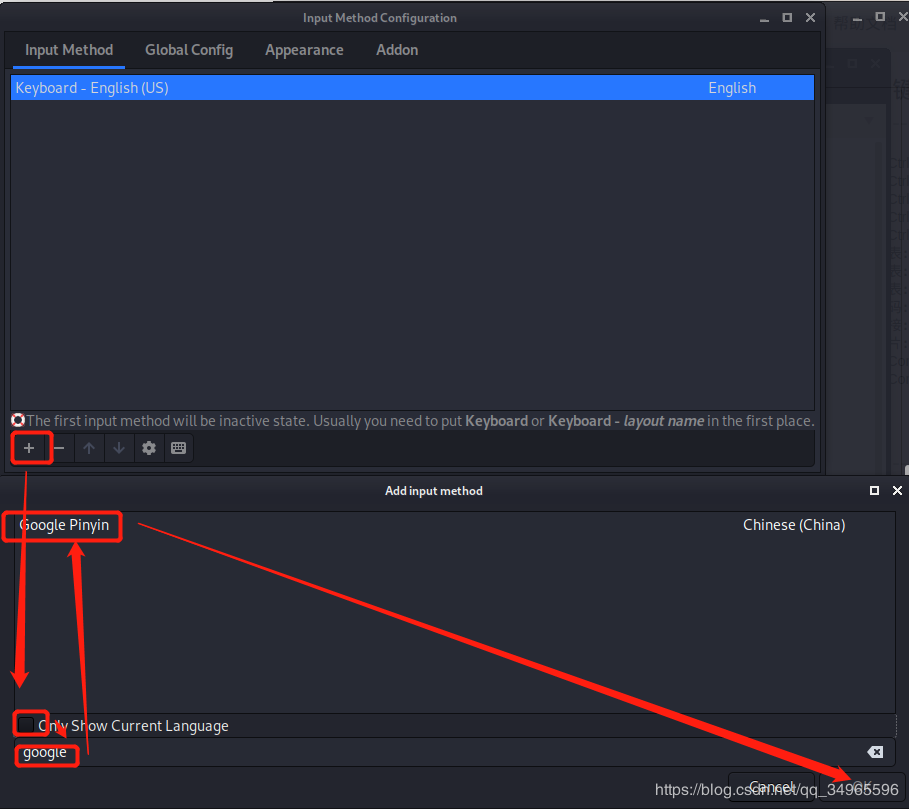 Input Method Configuration
Input Method Global Config Appearance Addon
Keyboard - English (US) English
The first input method will be inactive state. Usually you need to put Keyboard or Keyboard - layout name in the first place.
Add input method
Google Pinyin Chinese (China)
Only Show Current Language
google
Cancel OK
https://blog.csdn.net/qq_34965596